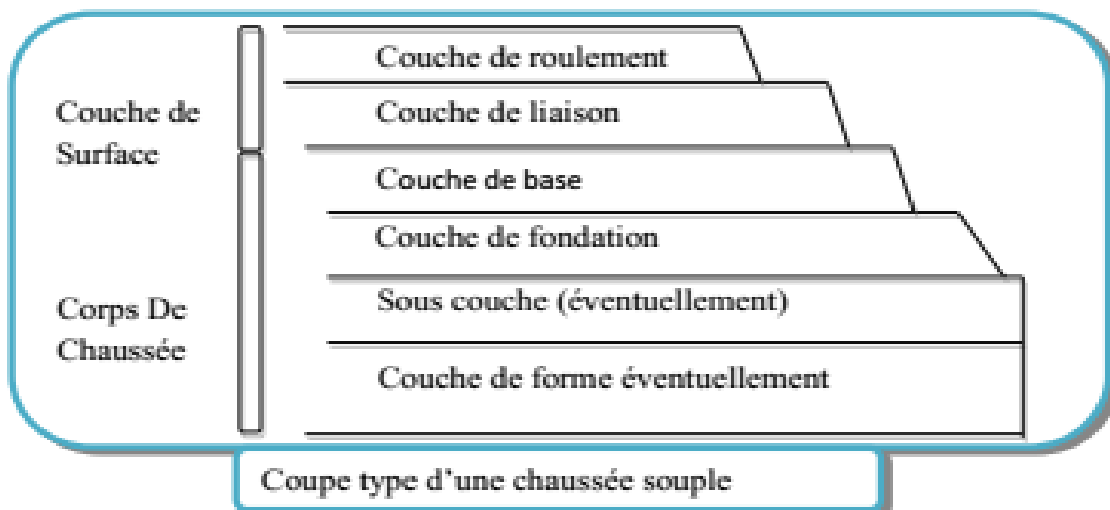 Couche de roulement
Couche de liaison
Couche de
Surface
Couche de base
Couche de fondation
Sous couche (éventuellement)
Corps De
Chaussée
Couche de forme éventuellement
Coupe type d'une chaussée souple